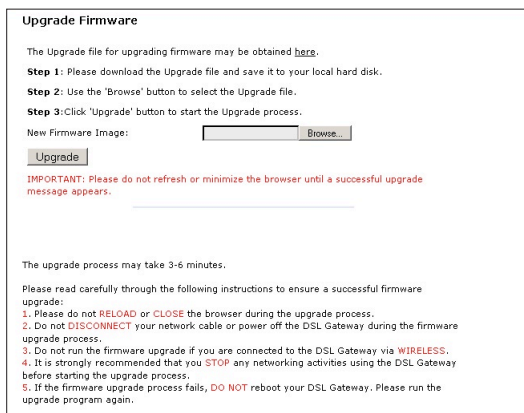 Upgrade Firmware
The Upgrade file for upgrading firmware may be obtained here.
Step 1: Please download the Upgrade file and save it to your local hard disk.
Step 2: Use the 'Browse' button to select the Upgrade file.
Step 3:Click 'Upgrade' button to start the Upgrade process.
New Firmware Image: Browse...
Upgrade
IMPORTANT: Please do not refresh or minimize the browser until a successful upgrade
message appears.
The upgrade process may take 3-6 minutes.
Please read carefully through the following instructions to ensure a successful firmware
upgrade:
1. Please do not RELOAD or CLOSE the browser during the upgrade process.
2. Do not DISCONNECT your network cable or power off the DSL Gateway during the firmware
upgrade process.
3. Do not run the firmware upgrade if you are connected to the DSL Gateway via WIRELESS.
4. It is strongly recommended that you STOP any networking activities using the DSL Gateway
before starting the upgrade process.
5. If the firmware upgrade process fails, DO NOT reboot your DSL Gateway. Please run the
upgrade program again.